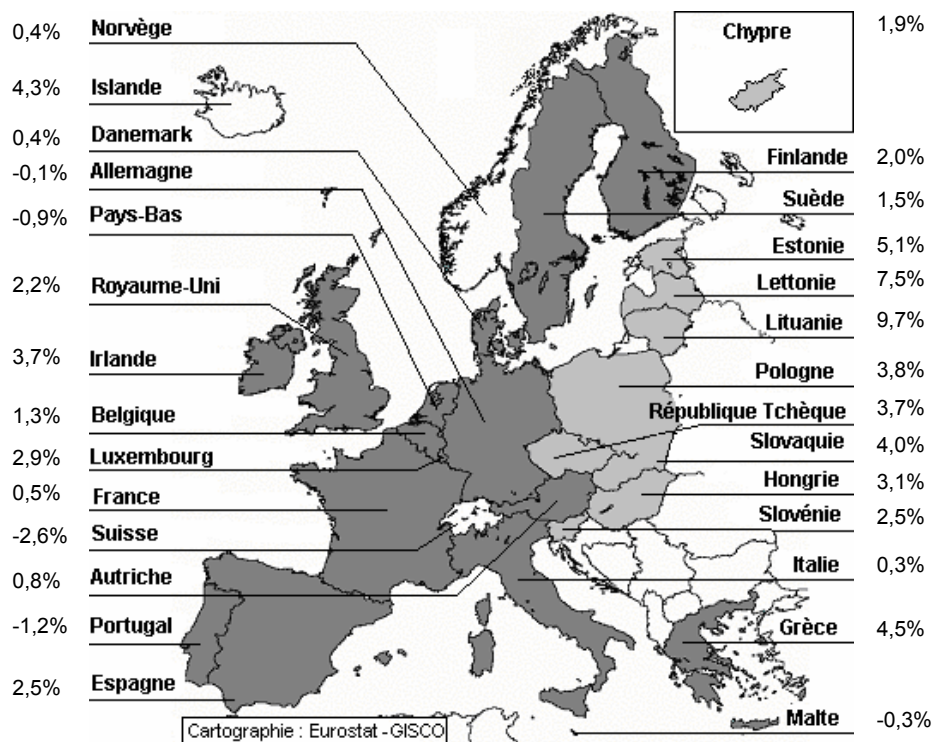 0,4% Norvège
4,3% Islande
0,4% Danemark
-0,1% Allemagne
-0,9% Pays-Bas
2,2% Royaume-Uni
3,7% Irlande
1,3% Belgique
2,9% Luxembourg
0,5% France
-2,6% Suisse
0,8% Autriche
-1,2% Portugal
2,5% Espagne
Cartographie : Eurostat - GISCO
Chypre 1,9%
Finlande 2,0%
Suède 1,5%
Estonie 5,1%
Lettonie 7,5%
Lituanie 9,7%
Pologne 3,8%
République Tchèque 3,7%
Slovaquie 4,0%
Hongrie 3,1%
Slovénie 2,5%
Italie 0,3%
Grèce 4,5%
Malte -0,3%